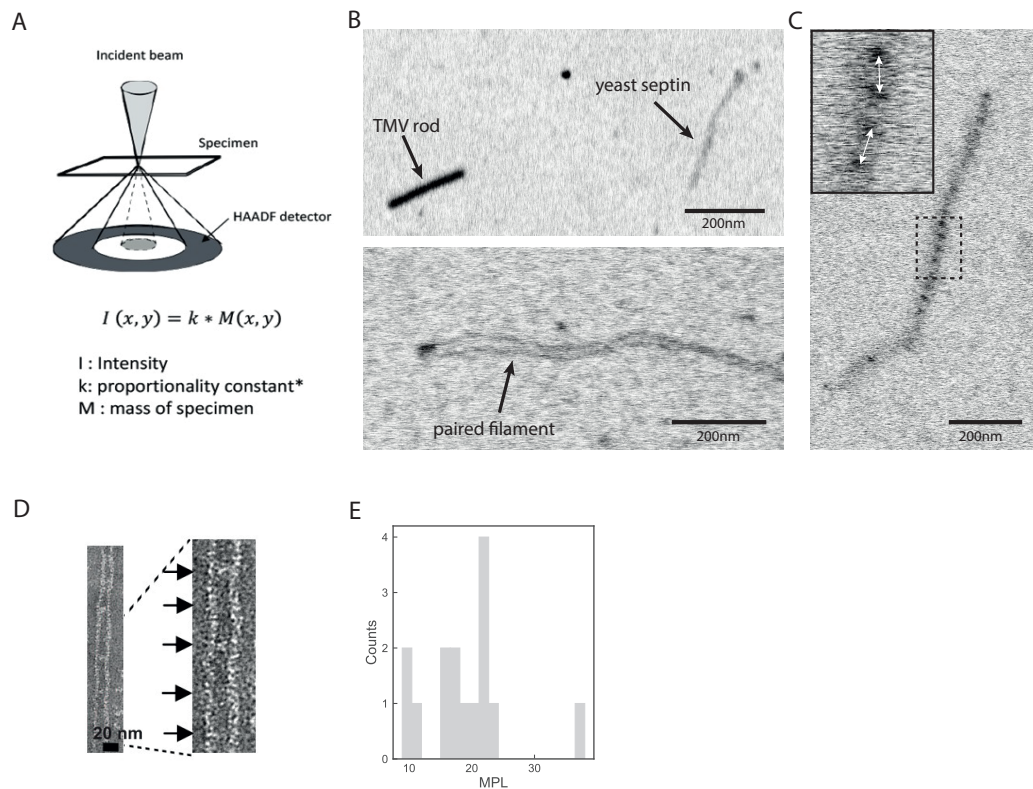 A
Incident beam
Specimen
HAADF detector
I (x, y) = k ∗ M(x, y)
I : Intensity
k: proportionality constant*
M : mass of specimen
B
TMV rod
yeast septin
200nm
paired filament
200nm
C
200nm
D
20 nm
E
Counts
4
3
2
1
0
10 20 30
MPL